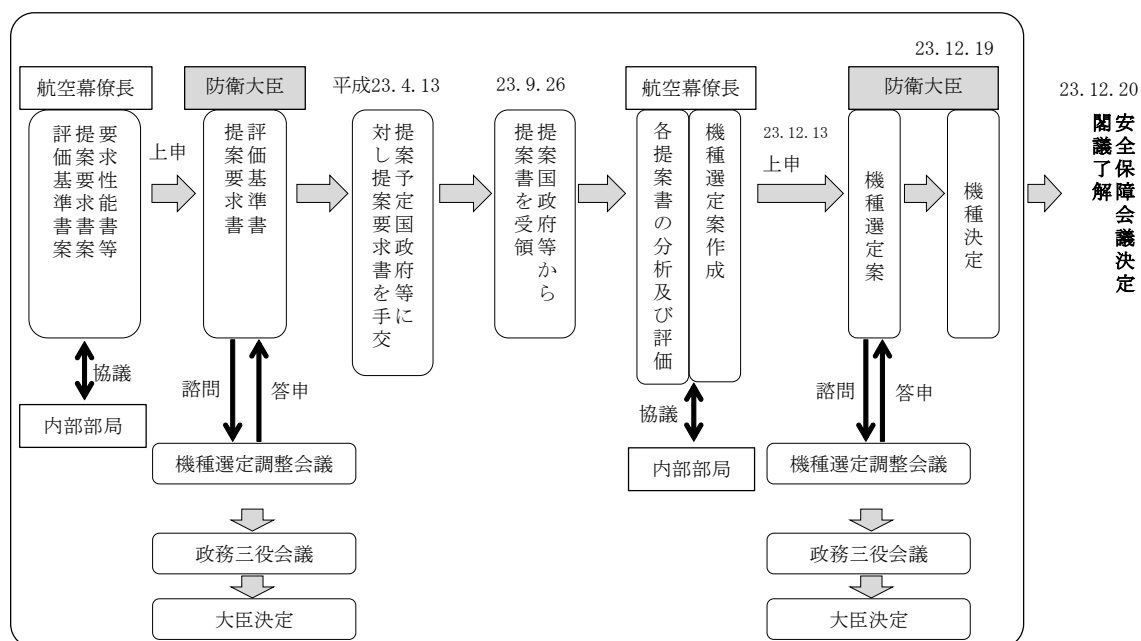 23.12.19
航空幕僚長
防衛大臣
平成23.4.13
23.9.26
航空幕僚長
防衛大臣
23.12.20
要求性能書等
提案要求書案
評価基準書案
上申
評価基準書
提案要求書
提案予定国政府等に
対し提案要求書を手交
提案国政府等から
提案書を受領
各提案書の分析及び評価
機種選定案作成
23.12.13
上申
機種選定案
機種決定
安全保障会議決定
閣議了解
協議
内部部局
諮問
答申
機種選定調整会議
政務三役会議
大臣決定
協議
内部部局
諮問
答申
機種選定調整会議
政務三役会議
大臣決定